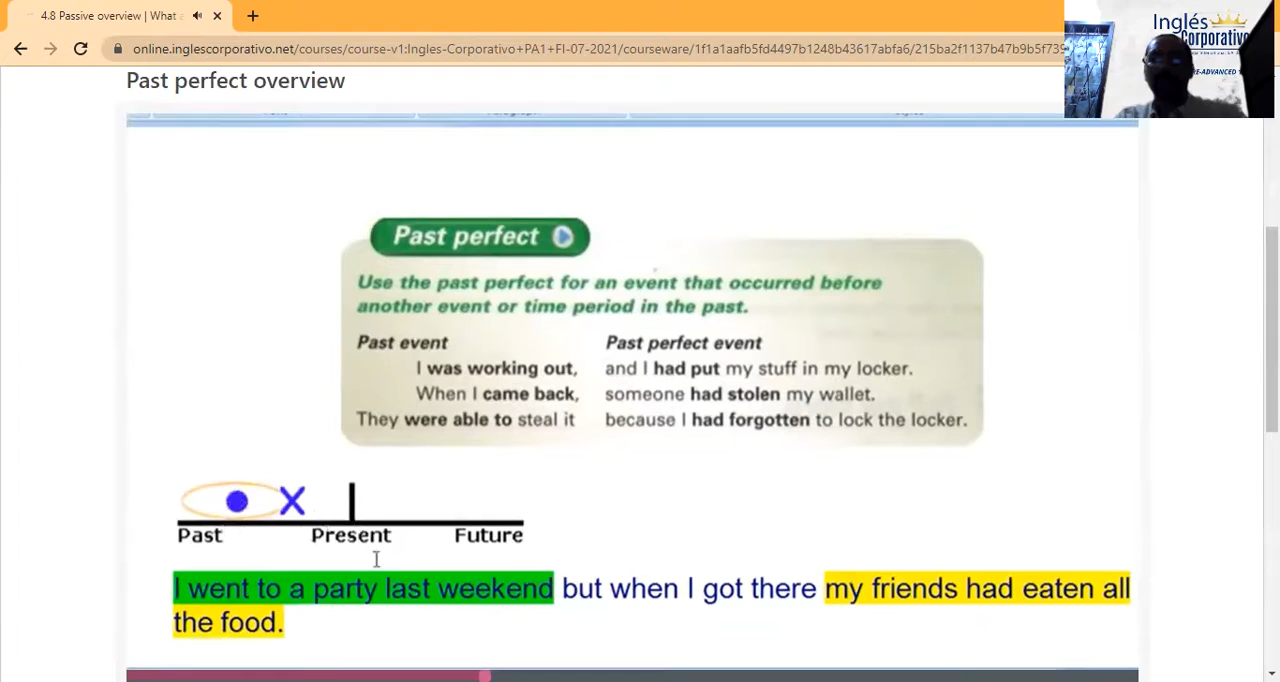 4.8 Passive overview | What a
online.inglescorporativo.net/courses/course-v1:Ingles-Corporativo+PA1+FI-07-2021/courseware/1f1a1aafb5fd4497b1248b43617abfa6/215ba2f1137b47b9b5f739
Inglés
Corporativo
RE-ADVANCED 1
Past perfect overview
Past perfect
Use the past perfect for an event that occurred before
another event or time period in the past.
Past event Past perfect event
I was working out, and I had put my stuff in my locker.
When I came back, someone had stolen my wallet.
They were able to steal it because I had forgotten to lock the locker.
Past Present Future
I went to a party last weekend but when I got there my friends had eaten all
the food.